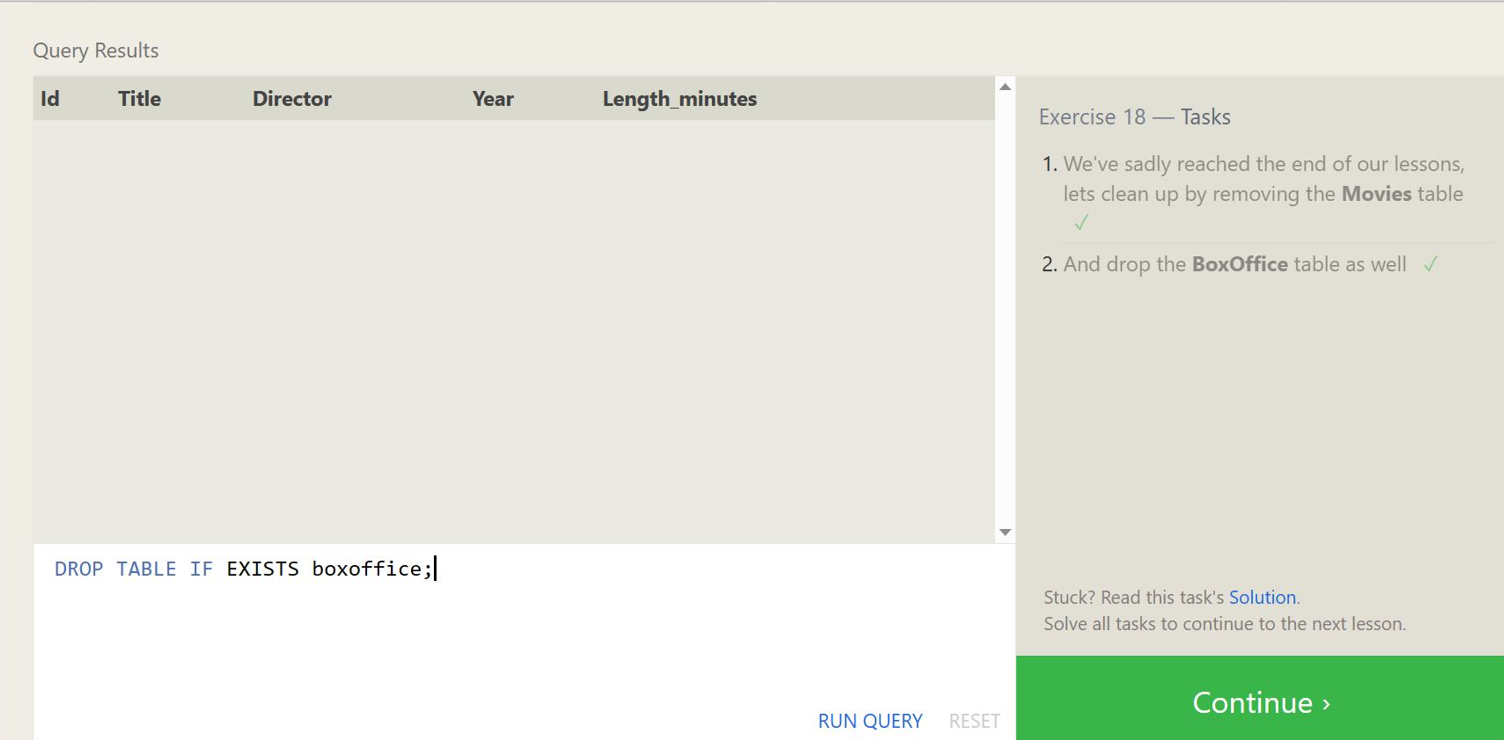 Query Results
Id Title Director Year Length_minutes
Exercise 18 — Tasks
1. We've sadly reached the end of our lessons,
lets clean up by removing the Movies table
✓
2. And drop the BoxOffice table as well ✓
DROP TABLE IF EXISTS boxoffice;
Stuck? Read this task's Solution.
Solve all tasks to continue to the next lesson.
RUN QUERY RESET
Continue ›